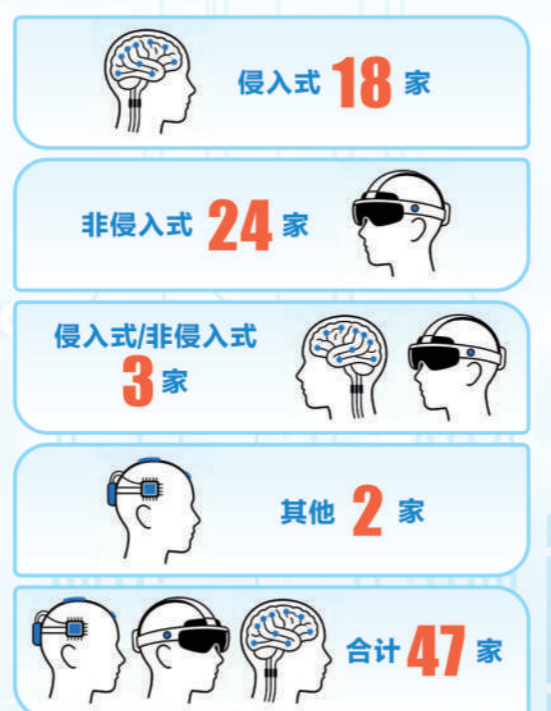 侵入式 18 家
非侵入式 24 家
侵入式/非侵入式
3 家
其他 2 家
合计 47 家